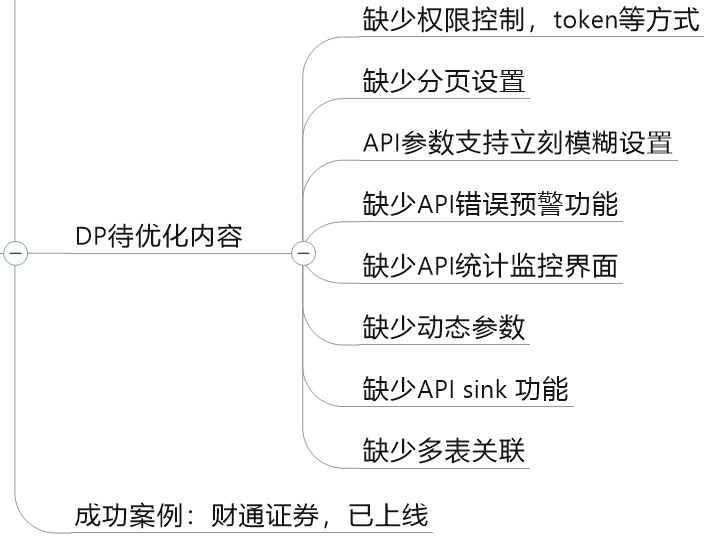 缺少权限控制，token等方式
缺少分页设置
API参数支持立刻模糊设置
缺少API错误预警功能
DP待优化内容
缺少API统计监控界面
缺少动态参数
缺少API sink 功能
缺少多表关联
成功案例：财通证券，已上线